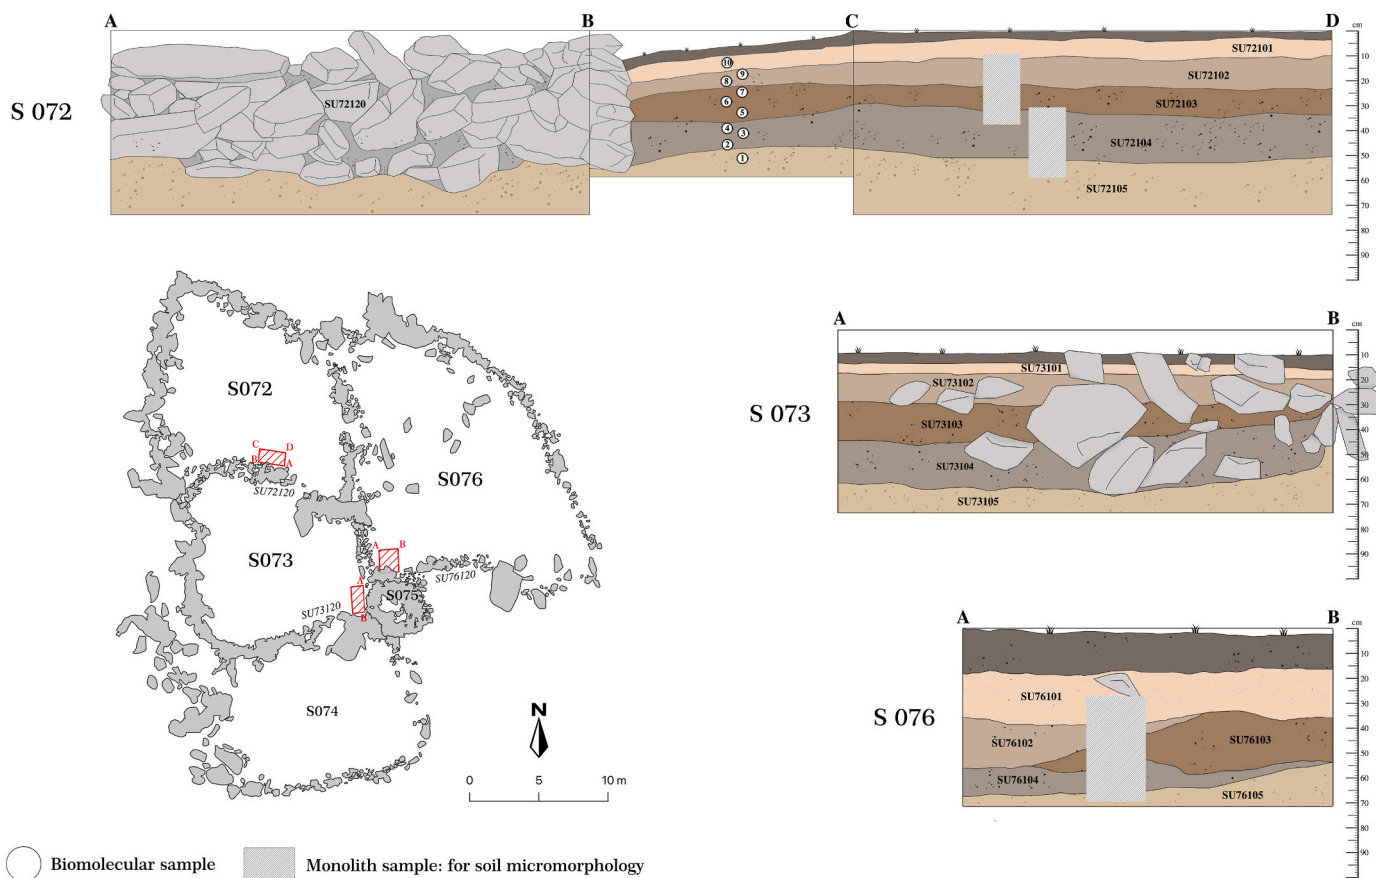 A B C D
cm
S 072
SU72120
SU72101
SU72102
SU72103
SU72104
SU72105
10
9
8
7
6
5
4
3
2
1
10
20
30
40
50
60
70
80
90
S072
C D
B A
SU72120
S076
S073
A B
SU76120
A
S075
SU73120
B
S074
N
0 5 10 m
A B
cm
S 073
SU73101
SU73102
SU73103
SU73104
SU73105
10
20
30
40
50
60
70
80
90
A B
cm
S 076
SU76101
SU76102
SU76103
SU76104
SU76105
10
20
30
40
50
60
70
80
90
Biomolecular sample
Monolith sample: for soil micromorphology